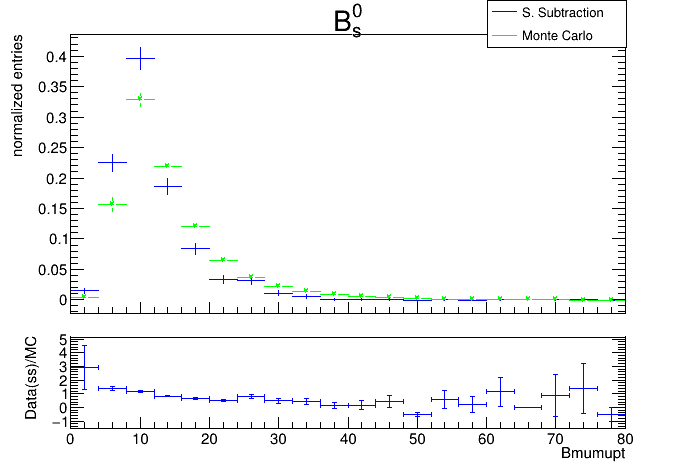 B_s^0
S. Subtraction
Monte Carlo
normalized entries
0.4
0.35
0.3
0.25
0.2
0.15
0.1
0.05
0
Data(ss)/MC
5
4
3
2
1
0
−1
0 10 20 30 40 50 60 70 80
Bmumupt